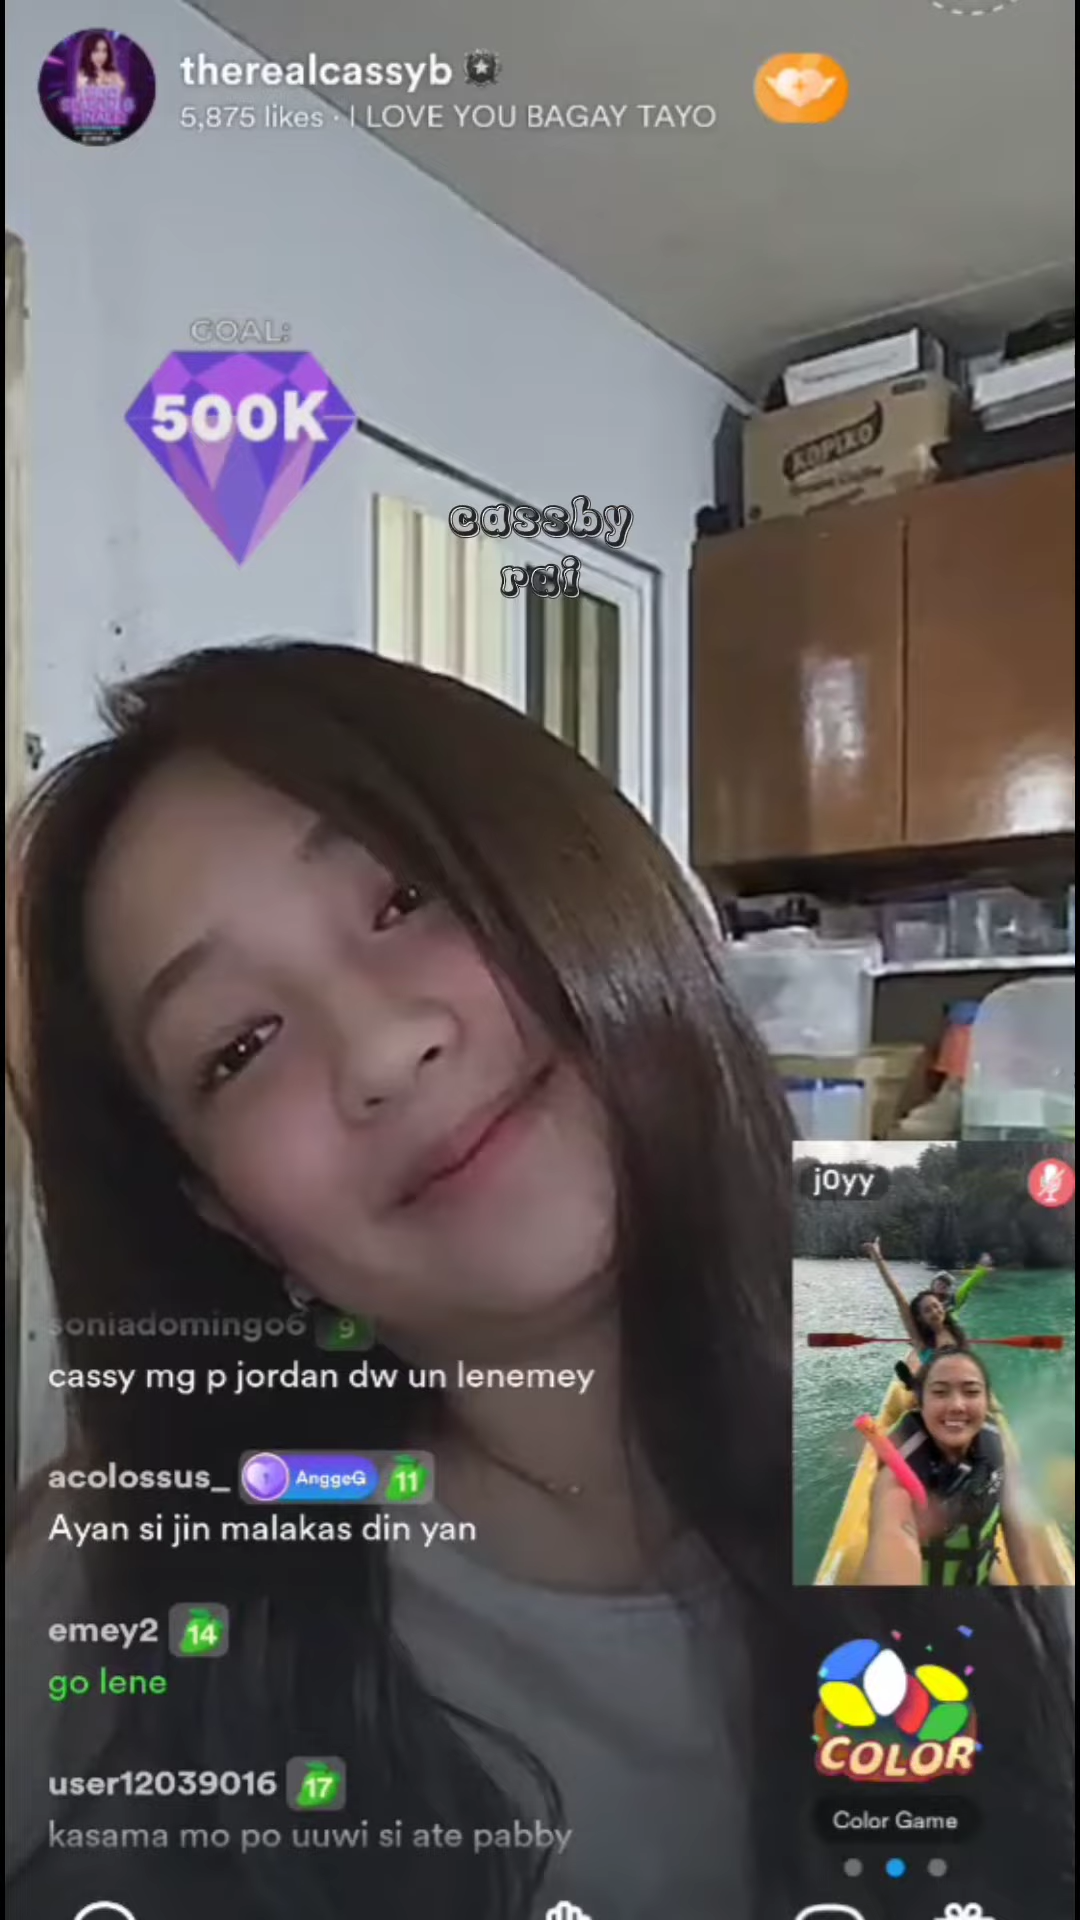 therealcassyb
5,875 likes · I LOVE YOU BAGAY TAYO
GOAL:
500K
KOPIKO
cassby
rai
j0yy
soniadomingo6 9
cassy mg p jordan dw un lenemey
acolossus_ AnggeG 11
Ayan si jin malakas din yan
emey2 14
go lene
user12039016 17
kasama mo po uuwi si ate pabby
COLOR
Color Game